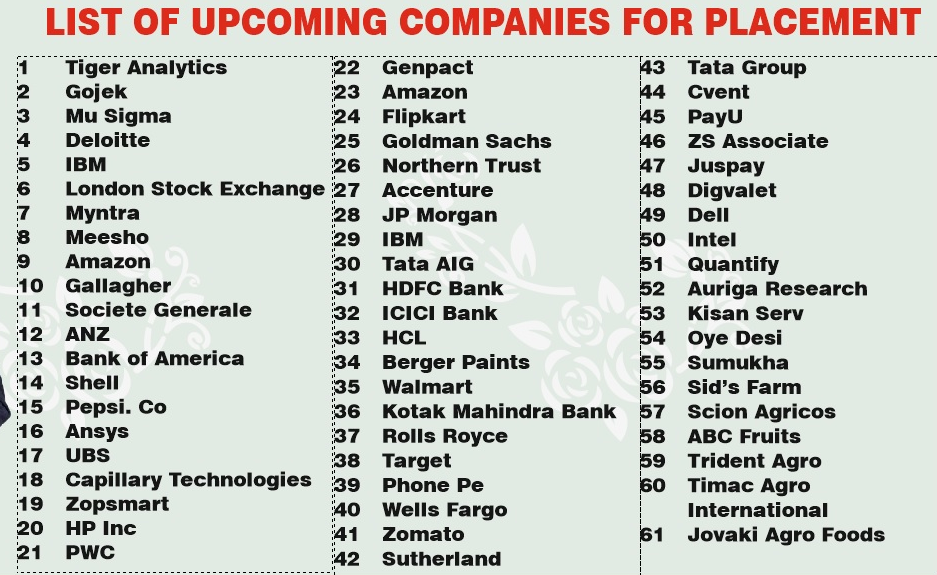 LIST OF UPCOMING COMPANIES FOR PLACEMENT
1 Tiger Analytics
2 Gojek
3 Mu Sigma
4 Deloitte
5 IBM
6 London Stock Exchange
7 Myntra
8 Meesho
9 Amazon
10 Gallagher
11 Societe Generale
12 ANZ
13 Bank of America
14 Shell
15 Pepsi. Co
16 Ansys
17 UBS
18 Capillary Technologies
19 Zopsmart
20 HP Inc
21 PWC
22 Genpact
23 Amazon
24 Flipkart
25 Goldman Sachs
26 Northern Trust
27 Accenture
28 JP Morgan
29 IBM
30 Tata AIG
31 HDFC Bank
32 ICICI Bank
33 HCL
34 Berger Paints
35 Walmart
36 Kotak Mahindra Bank
37 Rolls Royce
38 Target
39 Phone Pe
40 Wells Fargo
41 Zomato
42 Sutherland
43 Tata Group
44 Cvent
45 PayU
46 ZS Associate
47 Juspay
48 Digvalet
49 Dell
50 Intel
51 Quantify
52 Auriga Research
53 Kisan Serv
54 Oye Desi
55 Sumukha
56 Sid's Farm
57 Scion Agricos
58 ABC Fruits
59 Trident Agro
60 Timac Agro
International
61 Jovaki Agro Foods